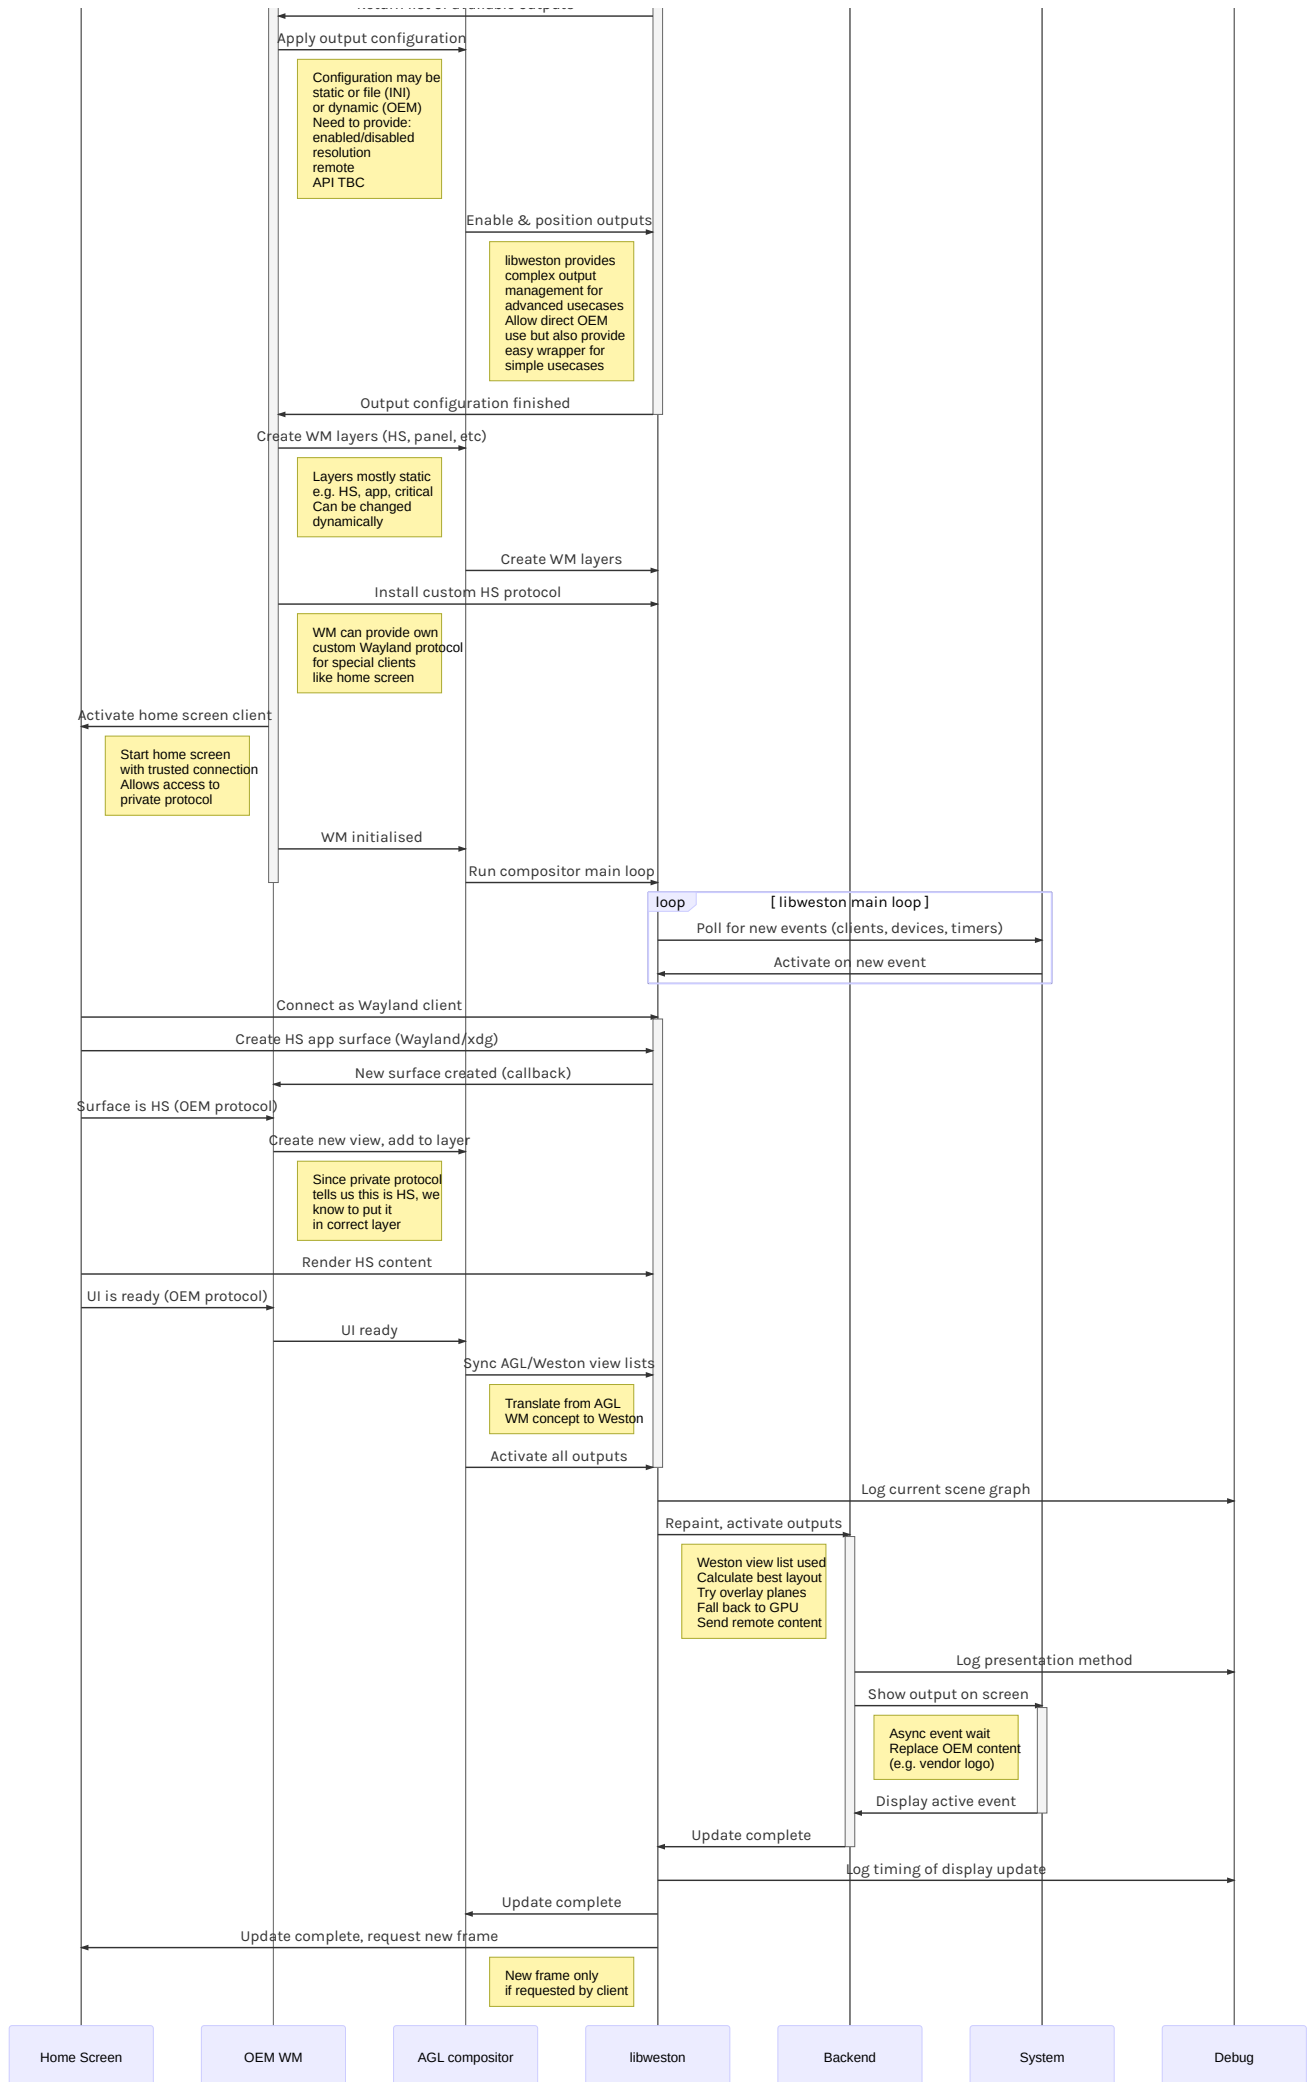 Apply output configuration
Configuration may be
static or file (INI)
or dynamic (OEM)
Need to provide:
enabled/disabled
resolution
remote
API TBC
Enable & position outputs
libweston provides
complex output
management for
advanced usecases
Allow direct OEM
use but also provide
easy wrapper for
simple usecases
Output configuration finished
Create WM layers (HS, panel, etc)
Layers mostly static
e.g. HS, app, critical
Can be changed
dynamically
Create WM layers
Install custom HS protocol
WM can provide own
custom Wayland protocol
for special clients
like home screen
Activate home screen client
Start home screen
with trusted connection
Allows access to
private protocol
WM initialised
Run compositor main loop
loop
[ libweston main loop ]
Poll for new events (clients, devices, timers)
Activate on new event
Connect as Wayland client
Create HS app surface (Wayland/xdg)
New surface created (callback)
Surface is HS (OEM protocol)
Create new view, add to layer
Since private protocol
tells us this is HS, we
know to put it
in correct layer
Render HS content
UI is ready (OEM protocol)
UI ready
Sync AGL/Weston view lists
Translate from AGL
WM concept to Weston
Activate all outputs
Log current scene graph
Repaint, activate outputs
Weston view list used
Calculate best layout
Try overlay planes
Fall back to GPU
Send remote content
Log presentation method
Show output on screen
Async event wait
Replace OEM content
(e.g. vendor logo)
Display active event
Update complete
Log timing of display update
Update complete
Update complete, request new frame
New frame only
if requested by client
Home Screen
OEM WM
AGL compositor
libweston
Backend
System
Debug